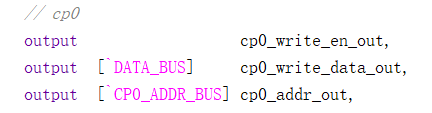 // cp0
output cp0_write_en_out,
output [`DATA_BUS] cp0_write_data_out,
output [`CP0_ADDR_BUS] cp0_addr_out,